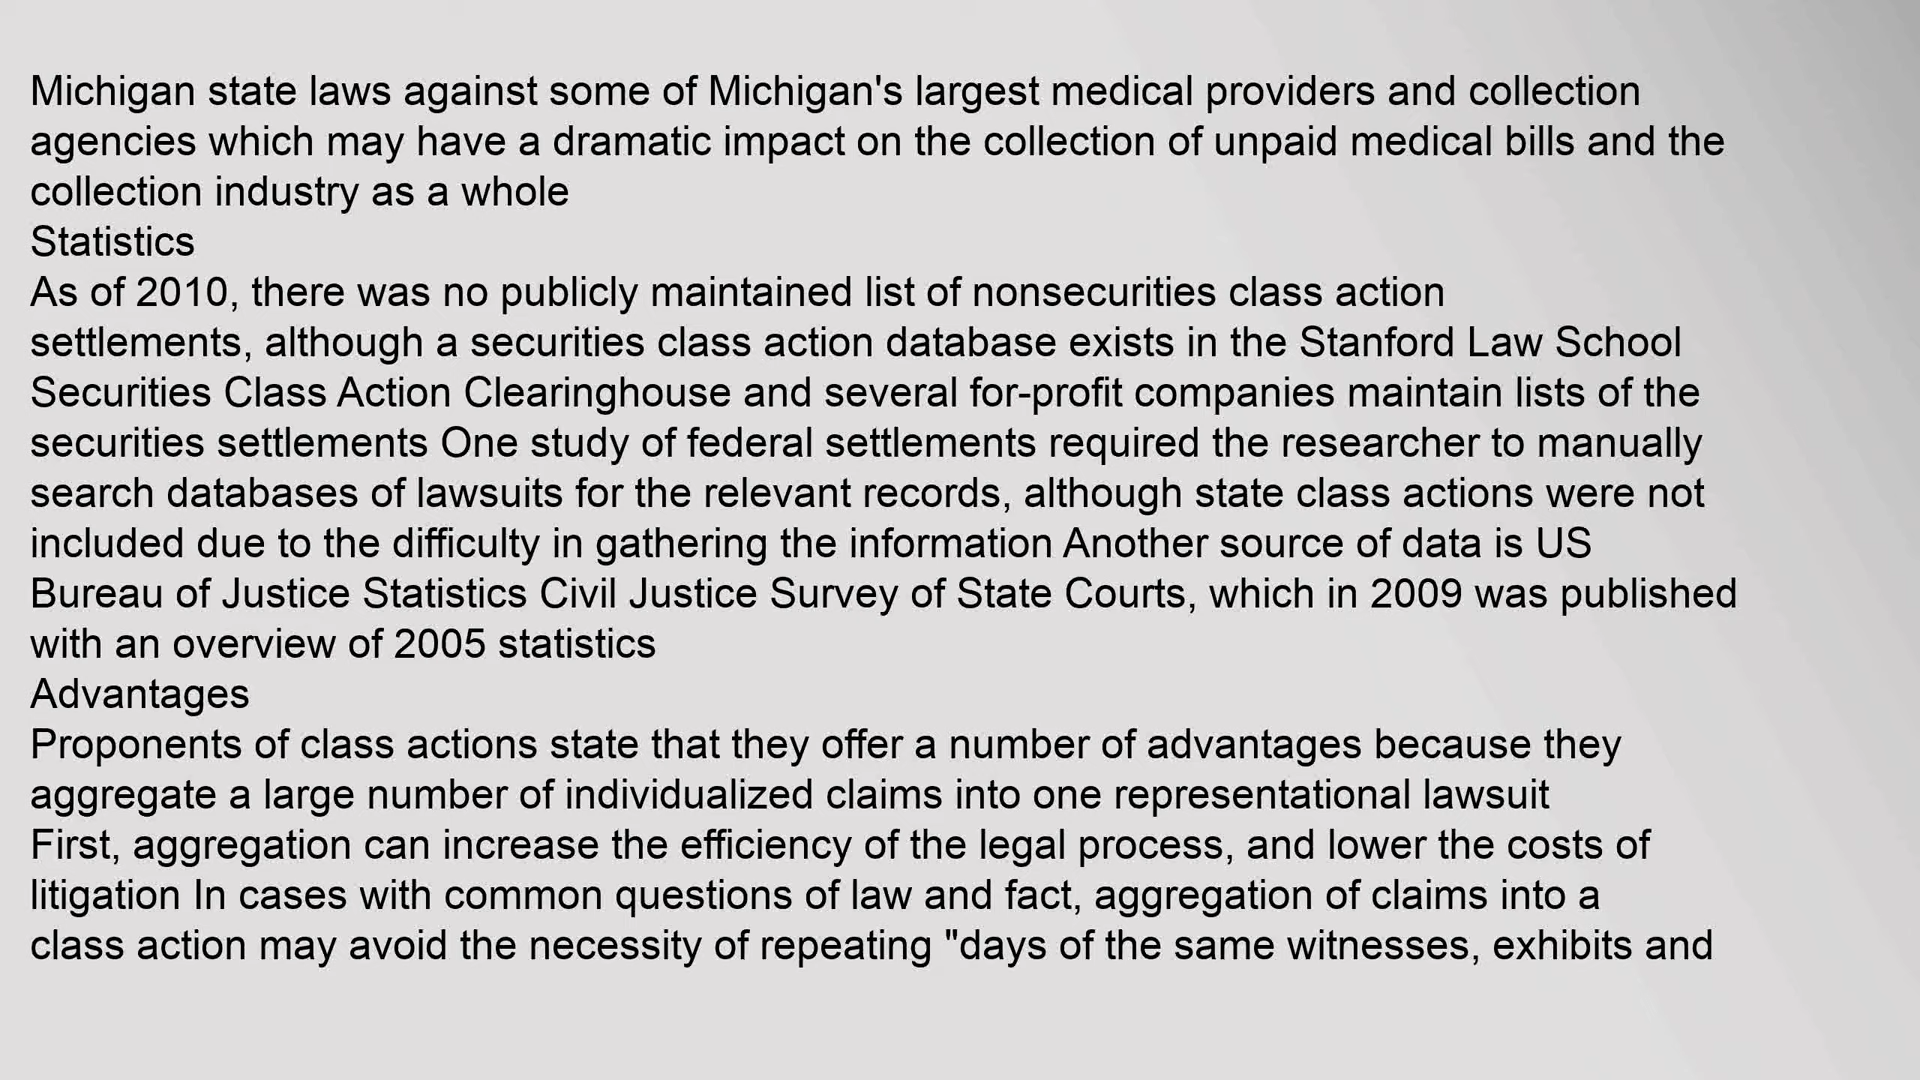 Michigan state laws against some of Michigan's largest medical providers and collection
agencies which may have a dramatic impact on the collection of unpaid medical bills and the
collection industry as a whole
Statistics
As of 2010, there was no publicly maintained list of nonsecurities class action
settlements, although a securities class action database exists in the Stanford Law School
Securities Class Action Clearinghouse and several for-profit companies maintain lists of the
securities settlements One study of federal settlements required the researcher to manually
search databases of lawsuits for the relevant records, although state class actions were not
included due to the difficulty in gathering the information Another source of data is US
Bureau of Justice Statistics Civil Justice Survey of State Courts, which in 2009 was published
with an overview of 2005 statistics
Advantages
Proponents of class actions state that they offer a number of advantages because they
aggregate a large number of individualized claims into one representational lawsuit
First, aggregation can increase the efficiency of the legal process, and lower the costs of
litigation In cases with common questions of law and fact, aggregation of claims into a
class action may avoid the necessity of repeating "days of the same witnesses, exhibits and